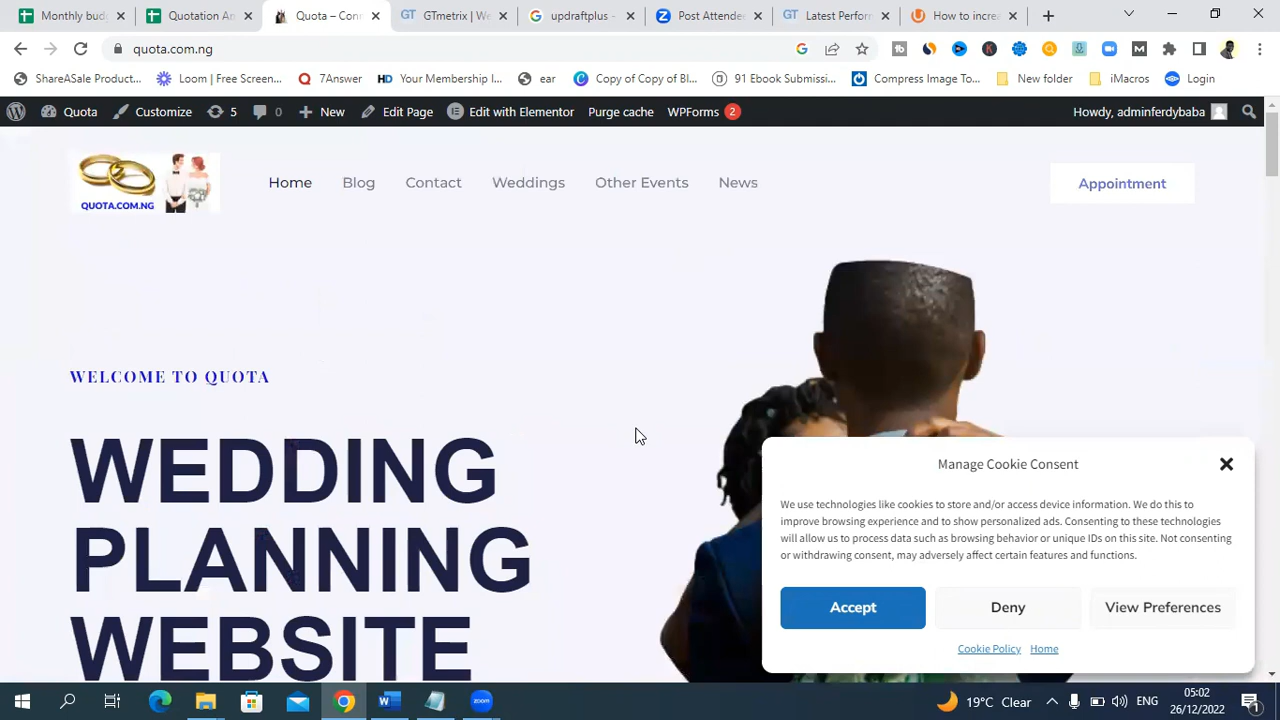 Monthly bud
Quotation An
Quota – Conn
GTmetrix | We
updraftplus -
Post Attende
Latest Perform
How to increa
quota.com.ng
ShareASale Product...
Loom | Free Screen...
7Answer
Your Membership I...
ear
Copy of Copy of Bl...
91 Ebook Submissi...
Compress Image To...
New folder
iMacros
Login
Quota
Customize
5
0
New
Edit Page
Edit with Elementor
Purge cache
WPForms
2
Howdy, adminferdybaba
QUOTA.COM.NG
Home
Blog
Contact
Weddings
Other Events
News
Appointment
WELCOME TO QUOTA
WEDDING
PLANNING
WEBSITE
Manage Cookie Consent
We use technologies like cookies to store and/or access device information. We do this to
improve browsing experience and to show personalized ads. Consenting to these technologies
will allow us to process data such as browsing behavior or unique IDs on this site. Not consenting
or withdrawing consent, may adversely affect certain features and functions.
Accept
Deny
View Preferences
Cookie Policy
Home
19°C Clear
ENG
05:02
26/12/2022